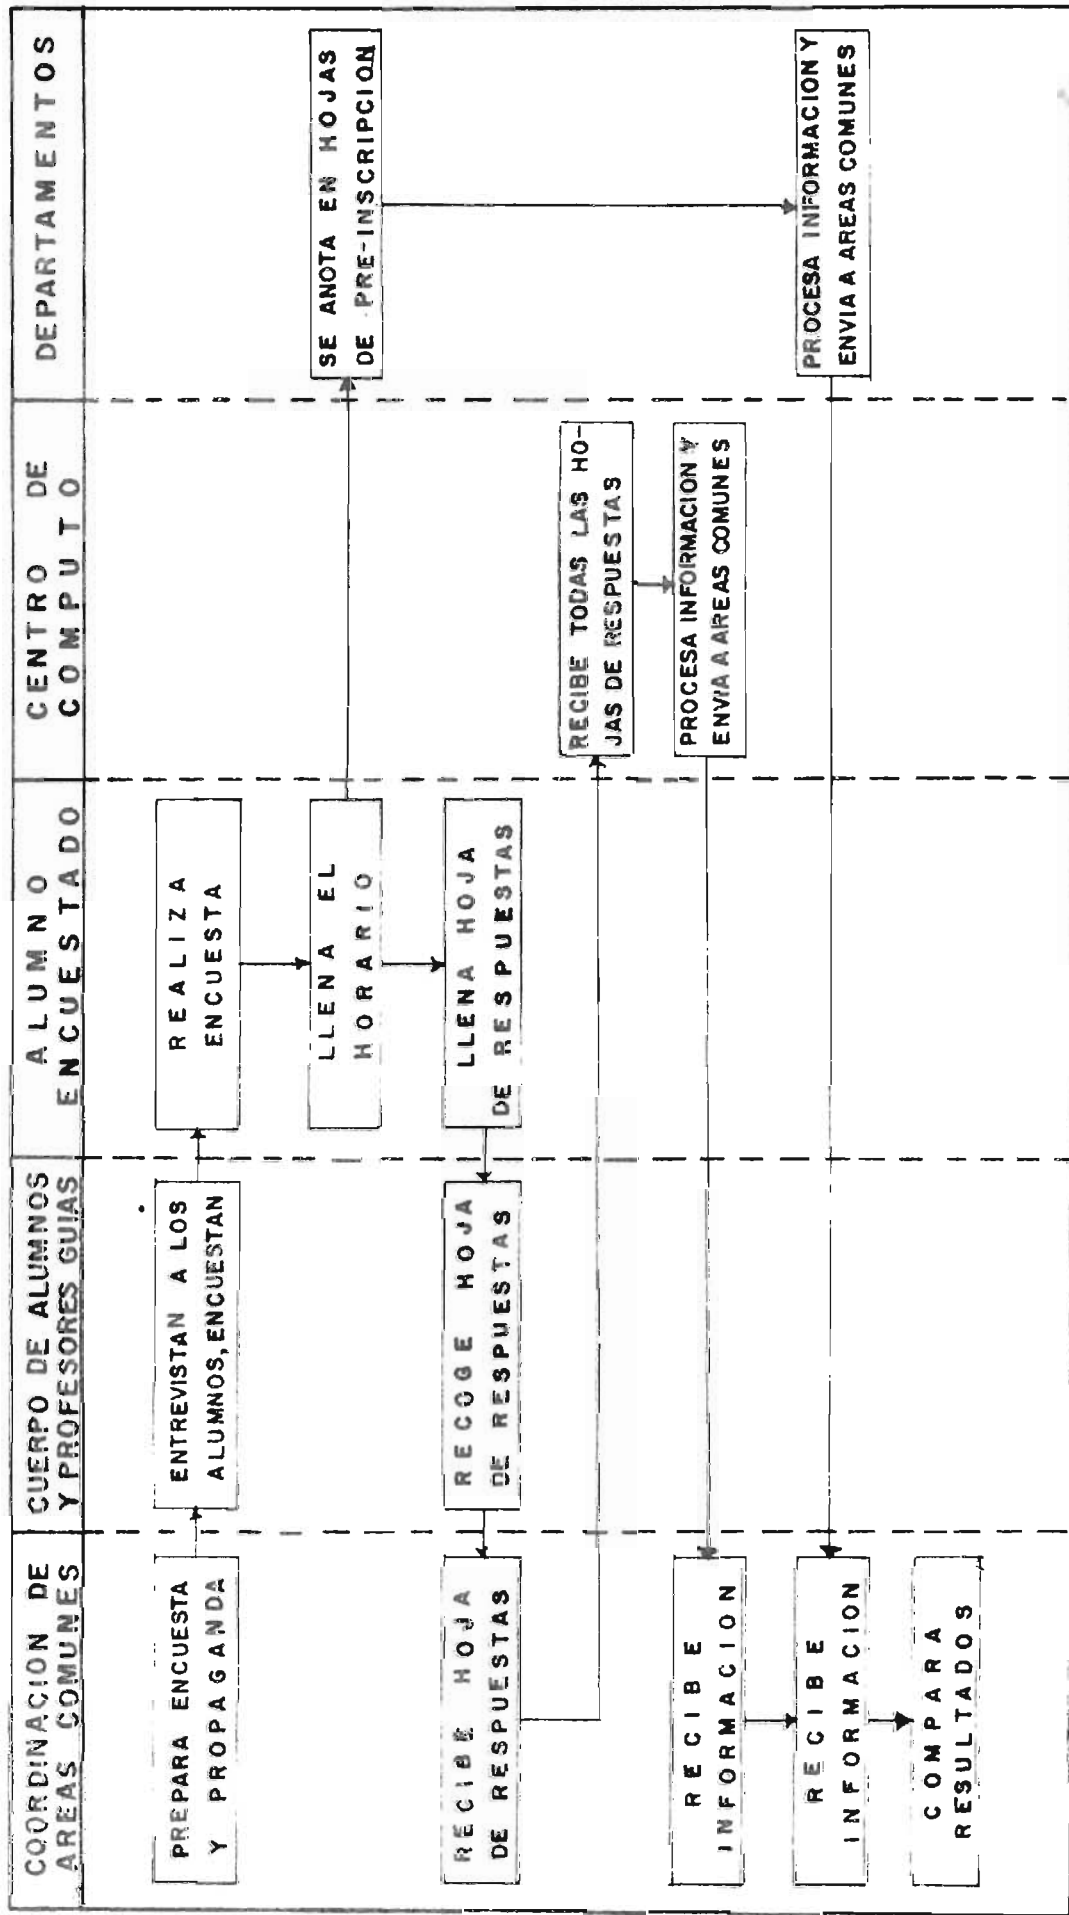 COORDINACION DE
AREAS COMUNES
CUERPO DE ALUMNOS
Y PROFESORES GUIAS
ALUMNO
ENCUESTADO
CENTRO DE
COMPUTO
DEPARTAMENTOS
PREPARA ENCUESTA
Y PROPAGANDA
ENTREVISTAN A LOS
ALUMNOS, ENCUESTAN
REALIZA
ENCUESTA
LLENA EL
HORARIO
SE ANOTA EN HOJAS
DE PRE-INSCRIPCION
LLENA HOJA
DE RESPUESTAS
RECOGE HOJA
DE RESPUESTAS
RECIBE HOJA
DE RESPUESTAS
RECIBE TODAS LAS HO-
JAS DE RESPUESTAS
PROCESA INFORMACION Y
ENVIA A AREAS COMUNES
RECIBE
INFORMACION
PROCESA INFORMACION Y
ENVIA A AREAS COMUNES
RECIBE
INFORMACION
COMPARA
RESULTADOS